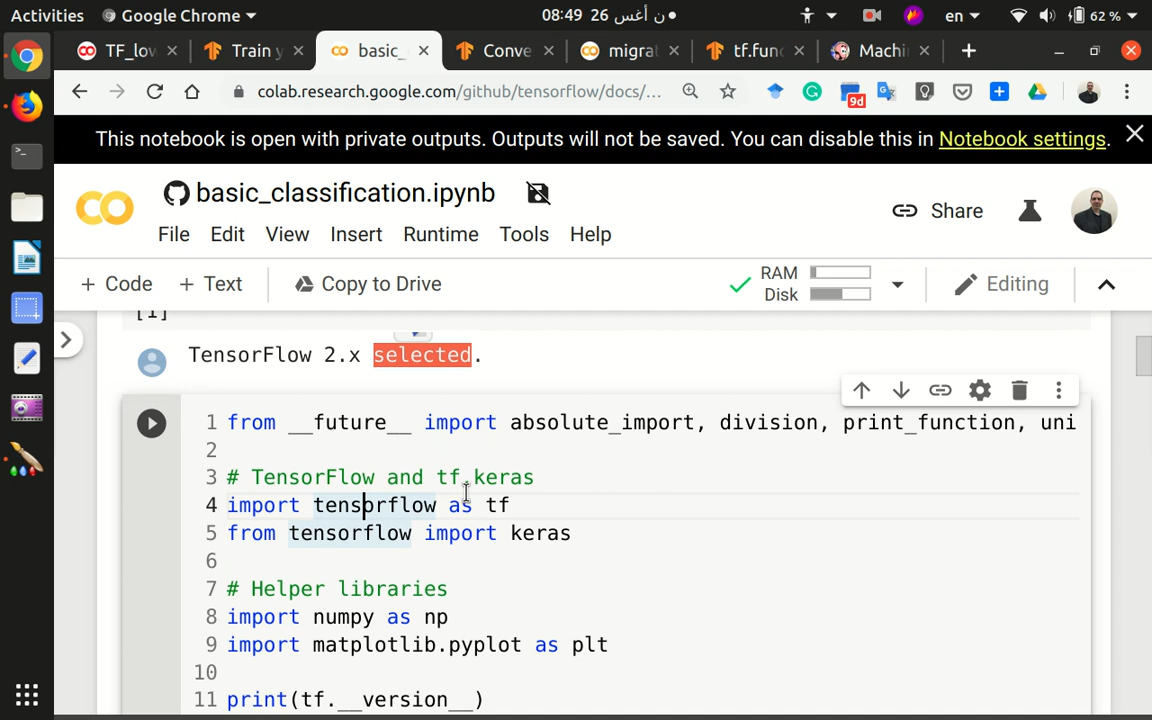 Activities Google Chrome 08:49 26 ن أغس en 62 %
TF_lov Train y basic_ Conve migrat tf.func Machi
colab.research.google.com/github/tensorflow/docs/... 9d
This notebook is open with private outputs. Outputs will not be saved. You can disable this in Notebook settings.
basic_classification.ipynb
Share
File Edit View Insert Runtime Tools Help
+ Code + Text Copy to Drive RAM Disk Editing
[1]
TensorFlow 2.x selected.
1 from __future__ import absolute_import, division, print_function, uni
2
3 # TensorFlow and tf.keras
4 import tensorflow as tf
5 from tensorflow import keras
6
7 # Helper libraries
8 import numpy as np
9 import matplotlib.pyplot as plt
10
11 print(tf.__version__)